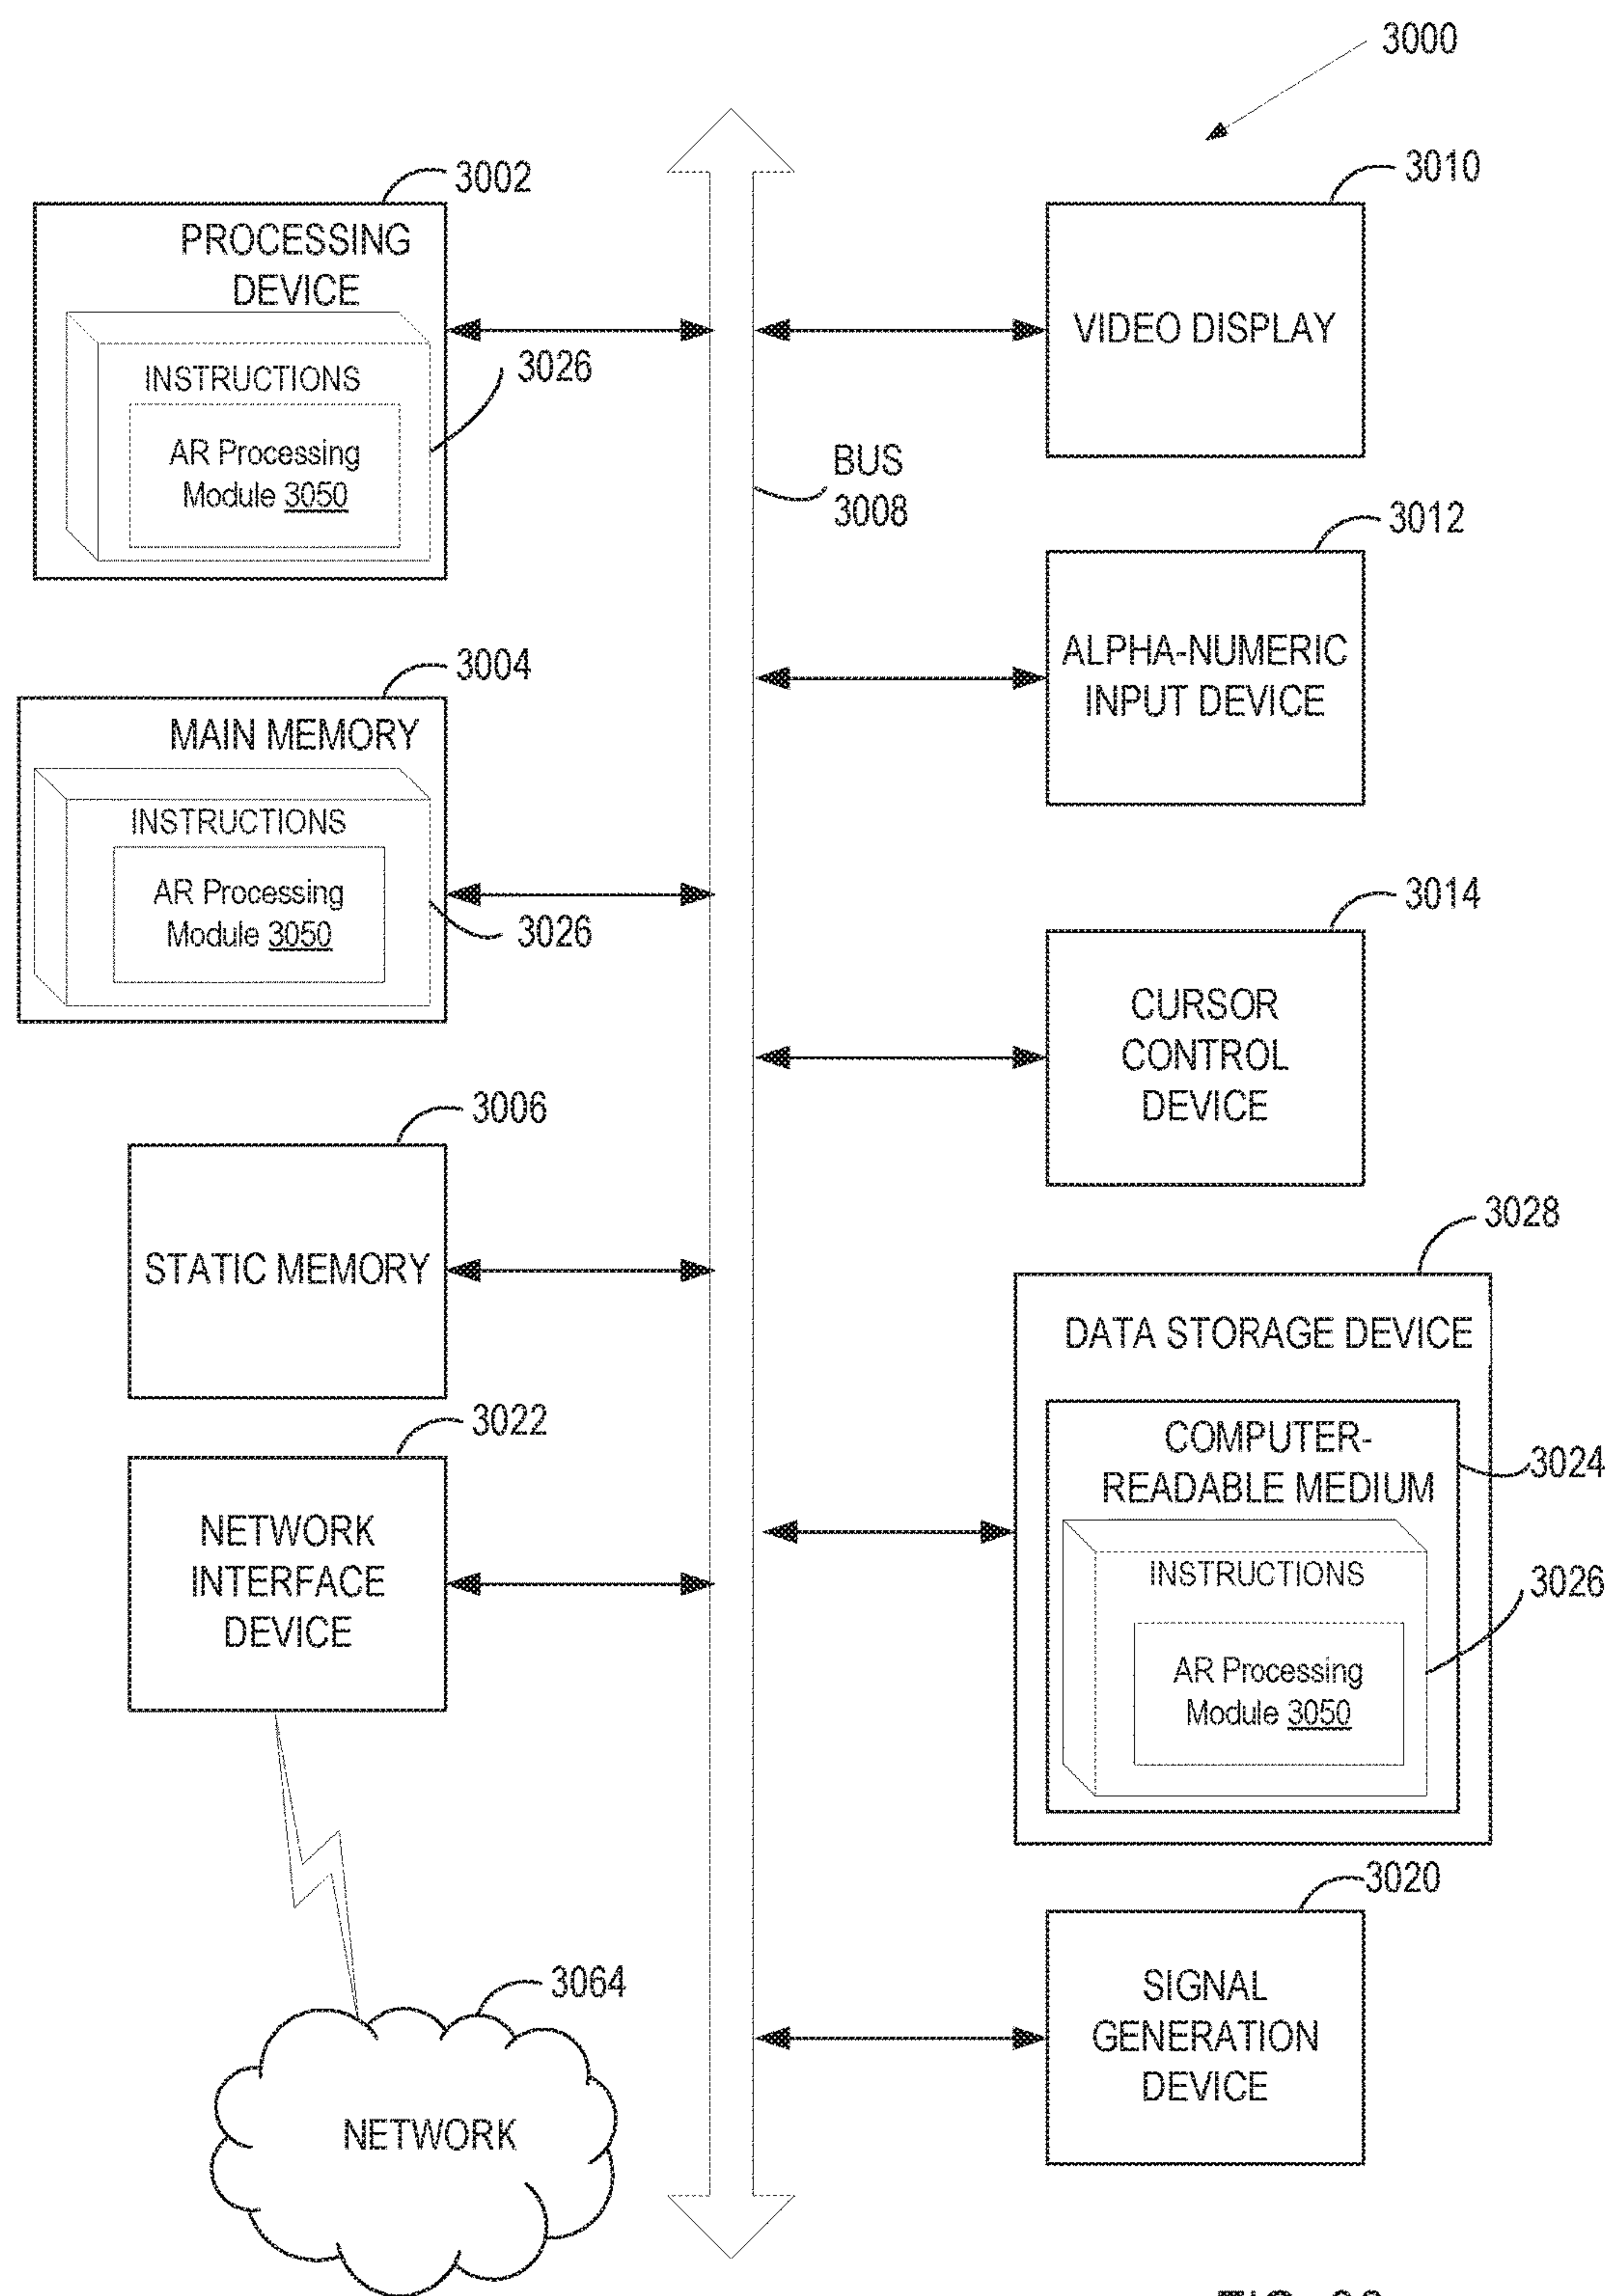 3000
3002
PROCESSING
DEVICE
INSTRUCTIONS
AR Processing
Module 3050
3026
3010
VIDEO DISPLAY
BUS
3008
3012
ALPHA-NUMERIC
INPUT DEVICE
3004
MAIN MEMORY
INSTRUCTIONS
AR Processing
Module 3050
3026
3014
CURSOR
CONTROL
DEVICE
3006
STATIC MEMORY
3028
DATA STORAGE DEVICE
COMPUTER-
READABLE MEDIUM
3024
INSTRUCTIONS
3026
AR Processing
Module 3050
3022
NETWORK
INTERFACE
DEVICE
3020
SIGNAL
GENERATION
DEVICE
3064
NETWORK